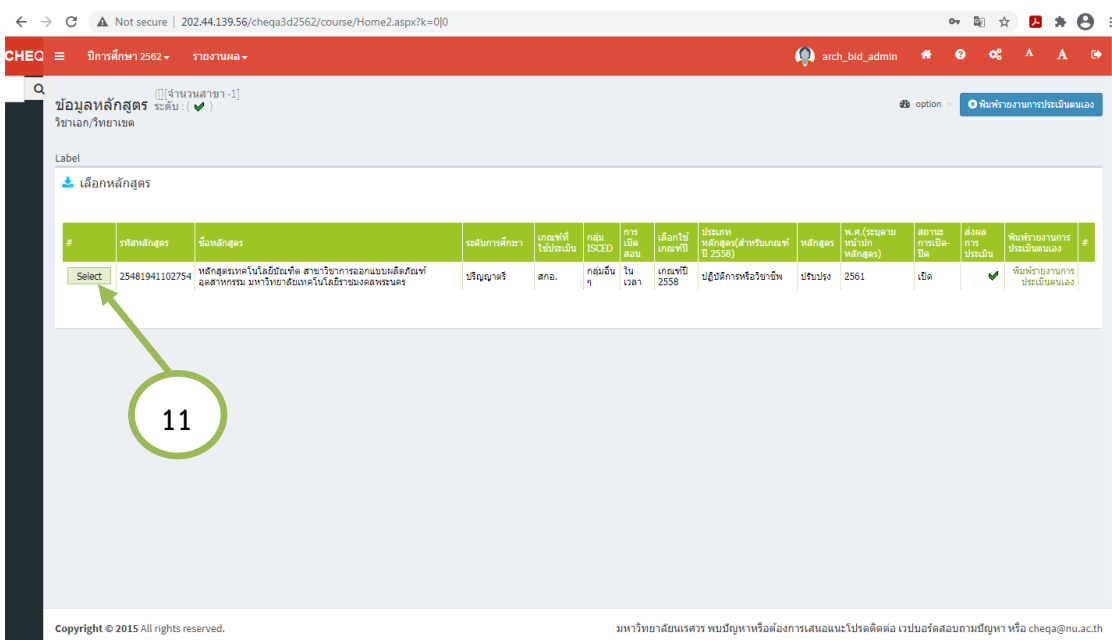 Not secure | 202.44.139.56/cheqa3d2562/course/Home2.aspx?k=0|0
CHEQ ปีการศึกษา 2562 รายงานผล arch_bid_admin A A
ข้อมูลหลักสูตร ([][จำนวนสาขา -1]
ระดับ : ( ✔ )
วิชาเอก/วิทยาเขต
option > พิมพ์รายงานการประเมินตนเอง
Label
เลือกหลักสูตร
# รหัสหลักสูตร ชื่อหลักสูตร ระดับการศึกษา เกณฑ์ที่ใช้ประเมิน กลุ่ม ISCED การเปิดสอน เลือกใช้เกณฑ์ปี ประเภทหลักสูตร(สำหรับเกณฑ์ปี 2558) หลักสูตร พ.ศ.(ระบุตามหน้าปกหลักสูตร) สถานะการเปิด-ปิด ส่งผลการประเมิน พิมพ์รายงานการประเมินตนเอง #
Select 25481941102754 หลักสูตรเทคโนโลยีบัณฑิต สาขาวิชาการออกแบบผลิตภัณฑ์อุตสาหกรรม มหาวิทยาลัยเทคโนโลยีราชมงคลพระนคร ปริญญาตรี สกอ. กลุ่มอื่นๆ ในเวลา เกณฑ์ปี 2558 ปฏิบัติการหรือวิชาชีพ ปรับปรุง 2561 เปิด ✔ พิมพ์รายงานการประเมินตนเอง
11
Copyright © 2015 All rights reserved. มหาวิทยาลัยนเรศวร พบปัญหาหรือต้องการเสนอแนะโปรดติดต่อ เวปบอร์ดสอบถามปัญหา หรือ cheqa@nu.ac.th